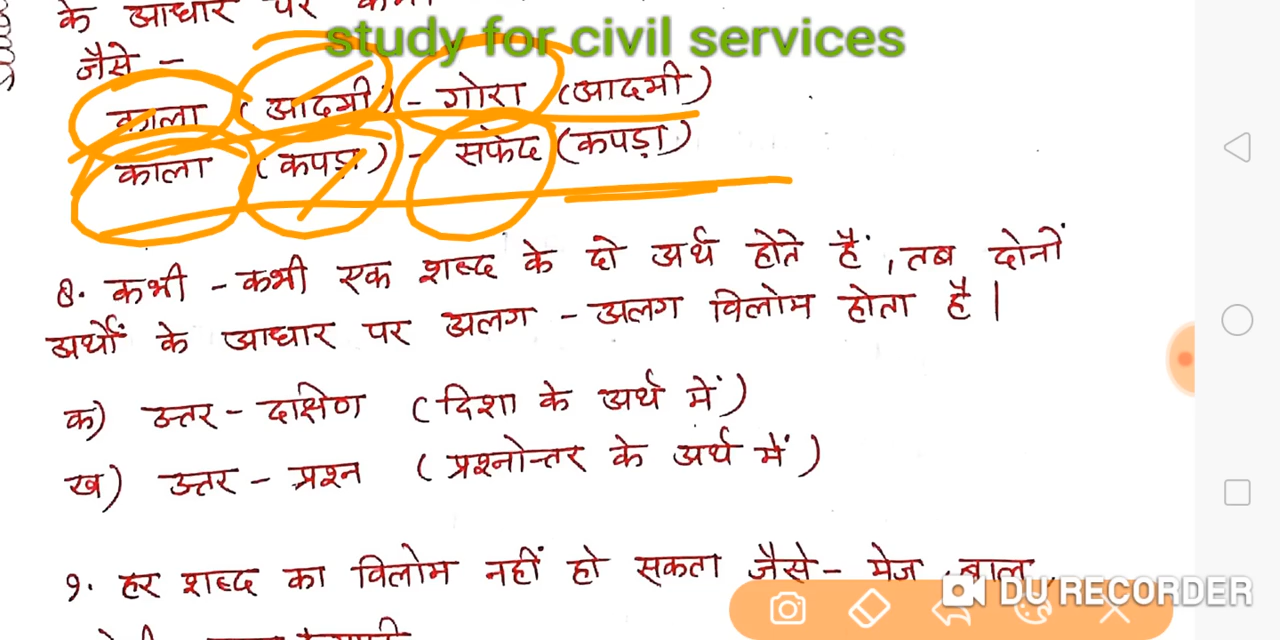 के आधार पर
study for civil services
जैसे -
काला (आदमी) - गोरा (आदमी)
काला (कपड़ा) - सफेद (कपड़ा)
8. कभी - कभी एक शब्द के दो अर्थ होते हैं, तब दोनों
अर्थों के आधार पर अलग - अलग विलोम होता है |
क) उत्तर - दक्षिण (दिशा के अर्थ में)
ख) उत्तर - प्रश्न (प्रश्नोत्तर के अर्थ में)
9. हर शब्द का विलोम नहीं हो सकता जैसे - मेज, बाल,
DU RECORDER